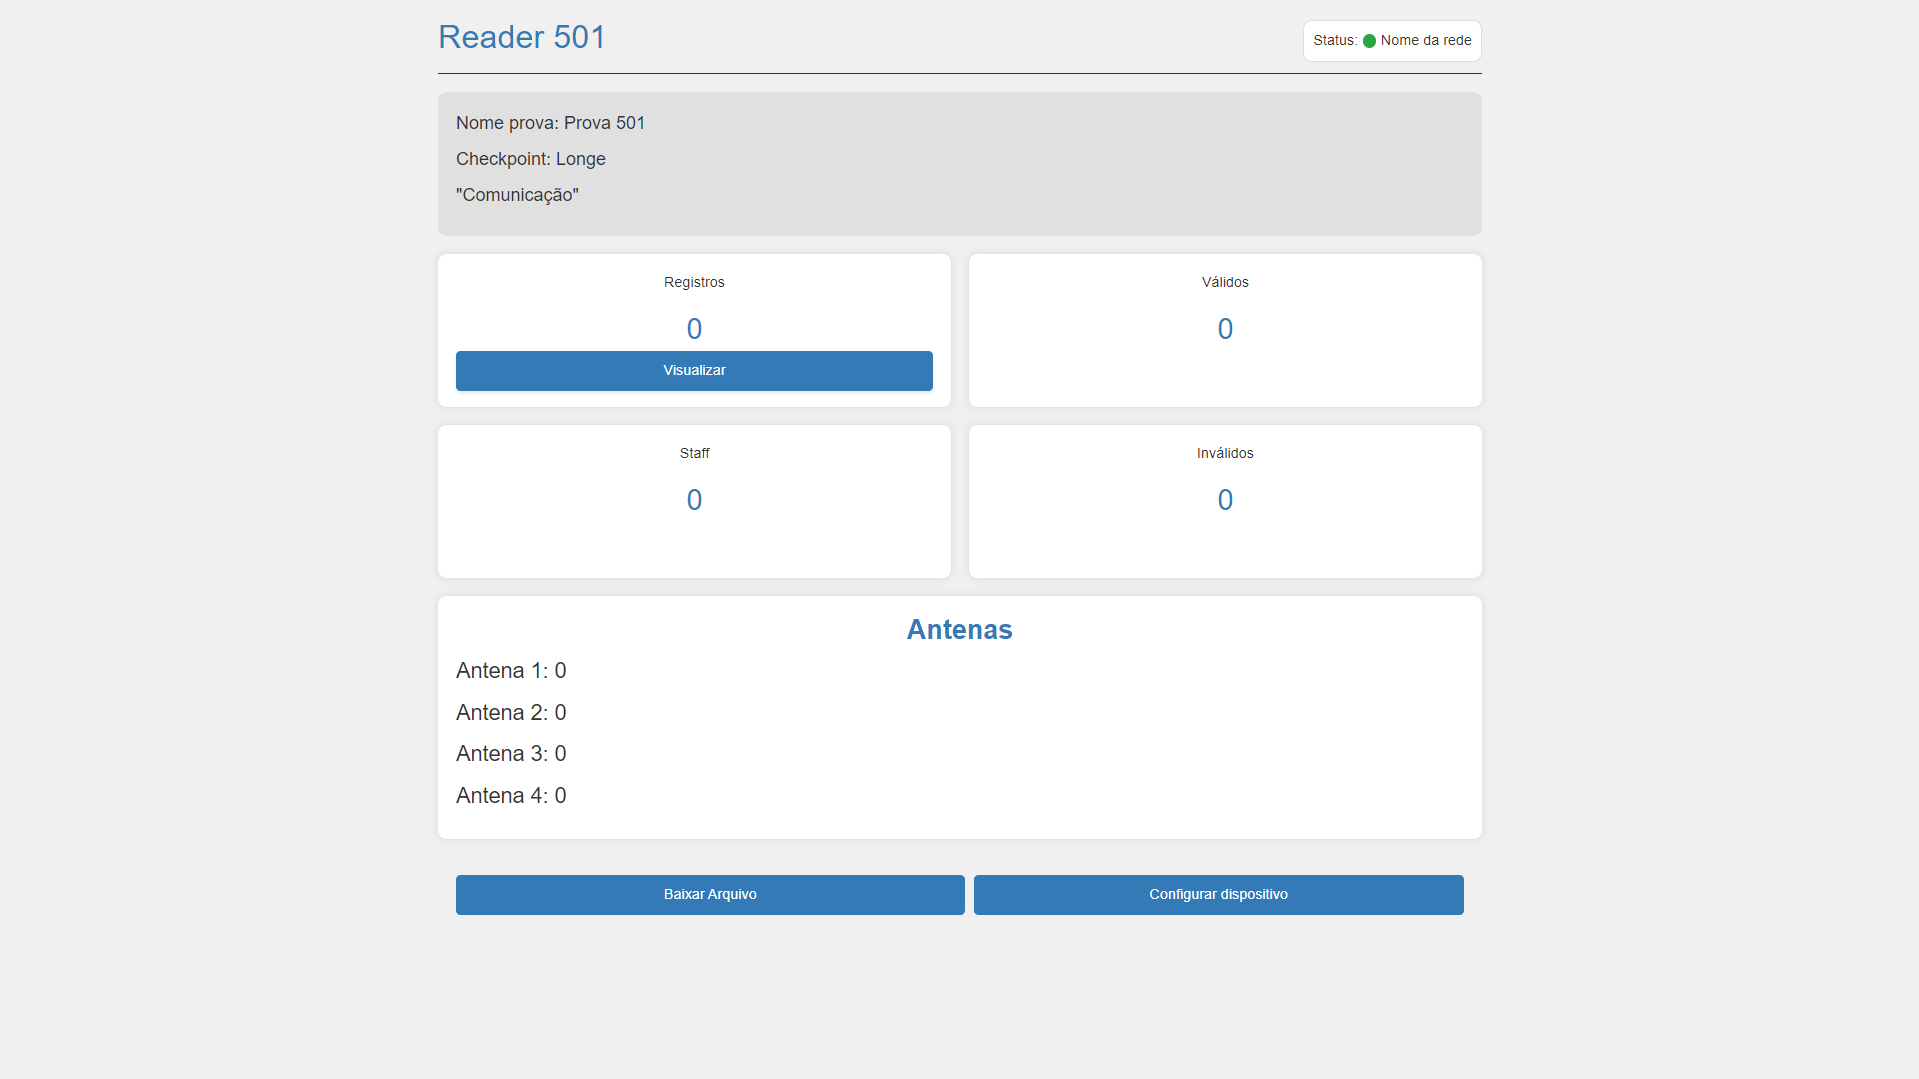 Reader 501
Status: Nome da rede
Nome prova: Prova 501
Checkpoint: Longe
"Comunicação"
Registros
0
Visualizar
Válidos
0
Staff
0
Inválidos
0
Antenas
Antena 1: 0
Antena 2: 0
Antena 3: 0
Antena 4: 0
Baixar Arquivo
Configurar dispositivo